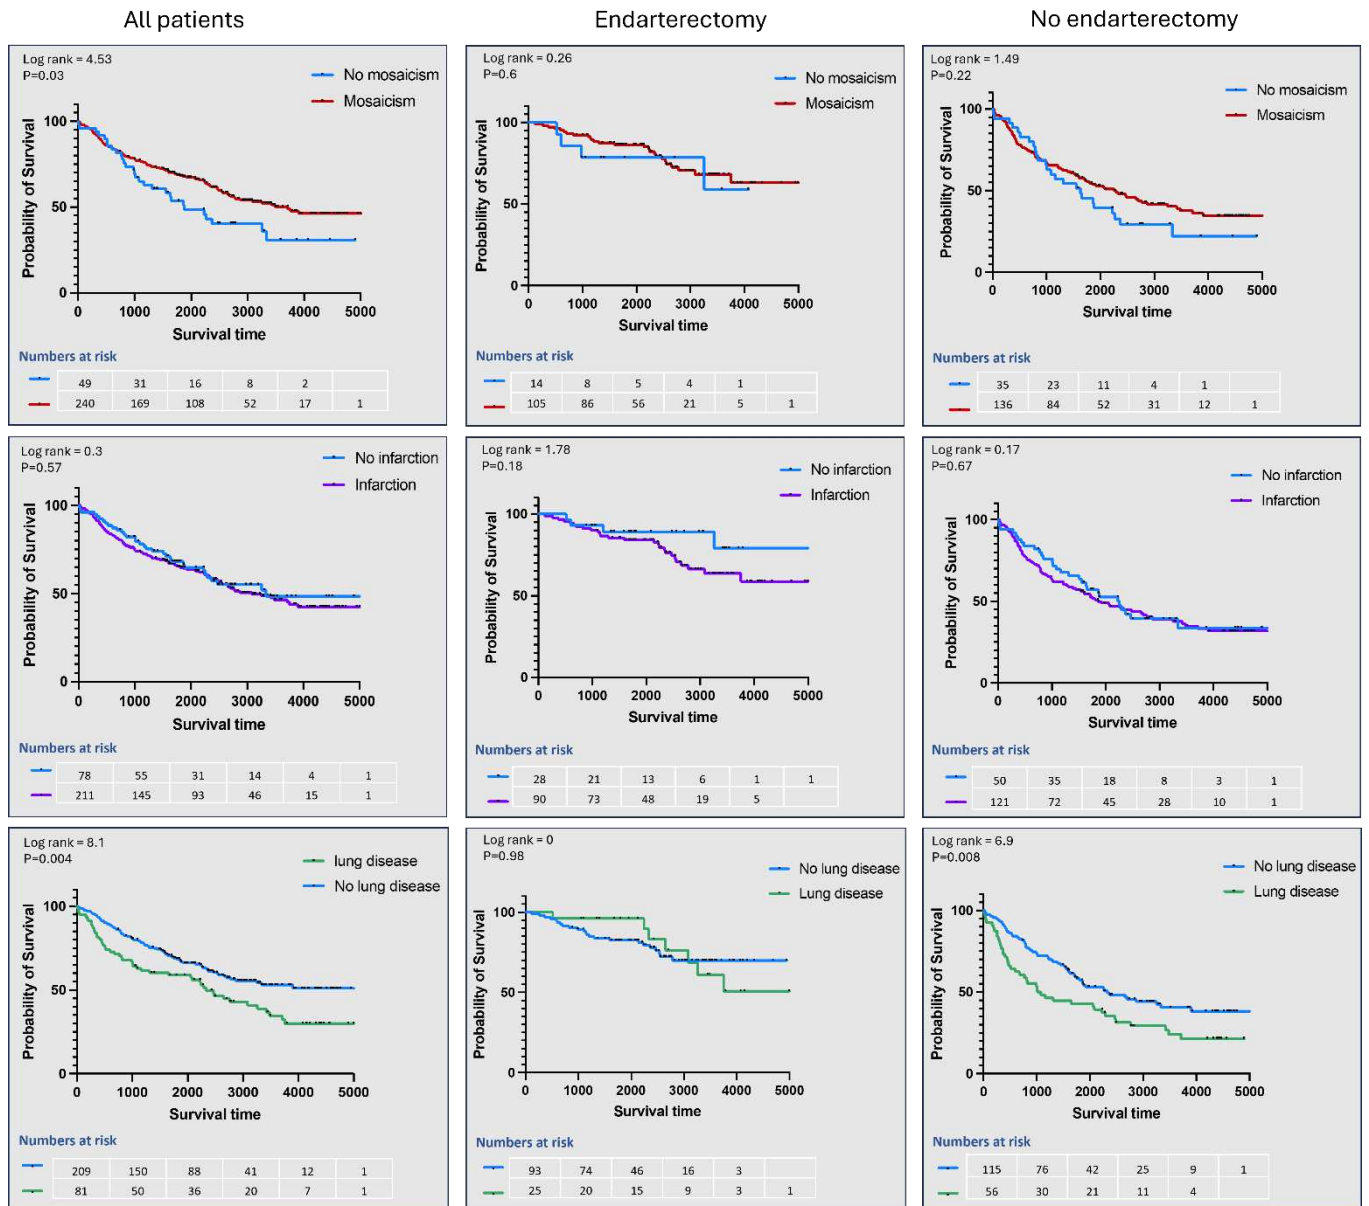 All patients
Endarterectomy
No endarterectomy
Log rank = 4.53
P=0.03
No mosaicism
Mosaicism
Probability of Survival
100
50
0
0 1000 2000 3000 4000 5000
Survival time
Numbers at risk
49 31 16 8 2
240 169 108 52 17 1
Log rank = 0.26
P=0.6
No mosaicism
Mosaicism
Probability of Survival
100
50
0
0 1000 2000 3000 4000 5000
Survival time
Numbers at risk
14 8 5 4 1
105 86 56 21 5 1
Log rank = 1.49
P=0.22
No mosaicism
Mosaicism
Probability of Survival
100
50
0
0 1000 2000 3000 4000 5000
Survival time
Numbers at risk
35 23 11 4 1
136 84 52 31 12 1
Log rank = 0.3
P=0.57
No infarction
Infarction
Probability of Survival
100
50
0
0 1000 2000 3000 4000 5000
Survival time
Numbers at risk
78 55 31 14 4 1
211 145 93 46 15 1
Log rank = 1.78
P=0.18
No infarction
Infarction
Probability of Survival
100
50
0
0 1000 2000 3000 4000 5000
Survival time
Numbers at risk
28 21 13 6 1 1
90 73 48 19 5
Log rank = 0.17
P=0.67
No infarction
Infarction
Probability of Survival
100
50
0
0 1000 2000 3000 4000 5000
Survival time
Numbers at risk
50 35 18 8 3 1
121 72 45 28 10 1
Log rank = 8.1
P=0.004
lung disease
No lung disease
Probability of Survival
100
50
0
0 1000 2000 3000 4000 5000
Survival time
Numbers at risk
209 150 88 41 12 1
81 50 36 20 7 1
Log rank = 0
P=0.98
No lung disease
Lung disease
Probability of Survival
100
50
0
0 1000 2000 3000 4000 5000
Survival time
Numbers at risk
93 74 46 16 3
25 20 15 9 3 1
Log rank = 6.9
P=0.008
No lung disease
Lung disease
Probability of Survival
100
50
0
0 1000 2000 3000 4000 5000
Survival time
Numbers at risk
115 76 42 25 9 1
56 30 21 11 4